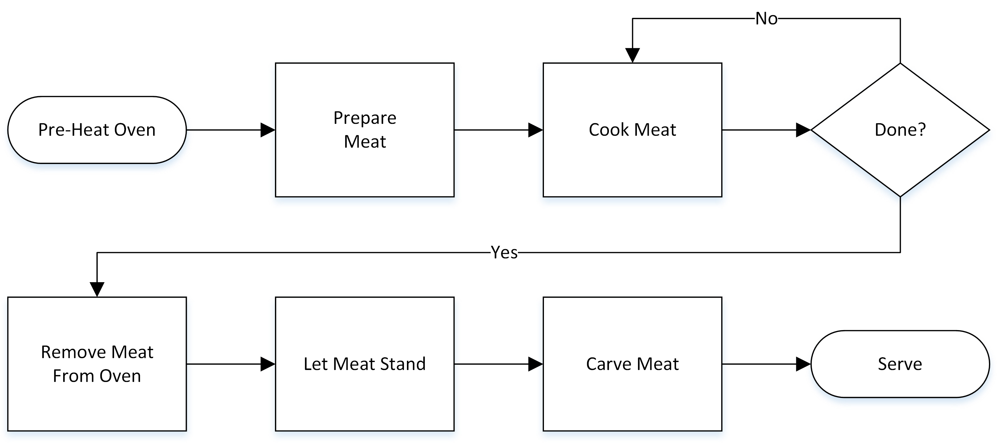 No
Pre-Heat Oven
Prepare
Meat
Cook Meat
Done?
Yes
Remove Meat
From Oven
Let Meat Stand
Carve Meat
Serve